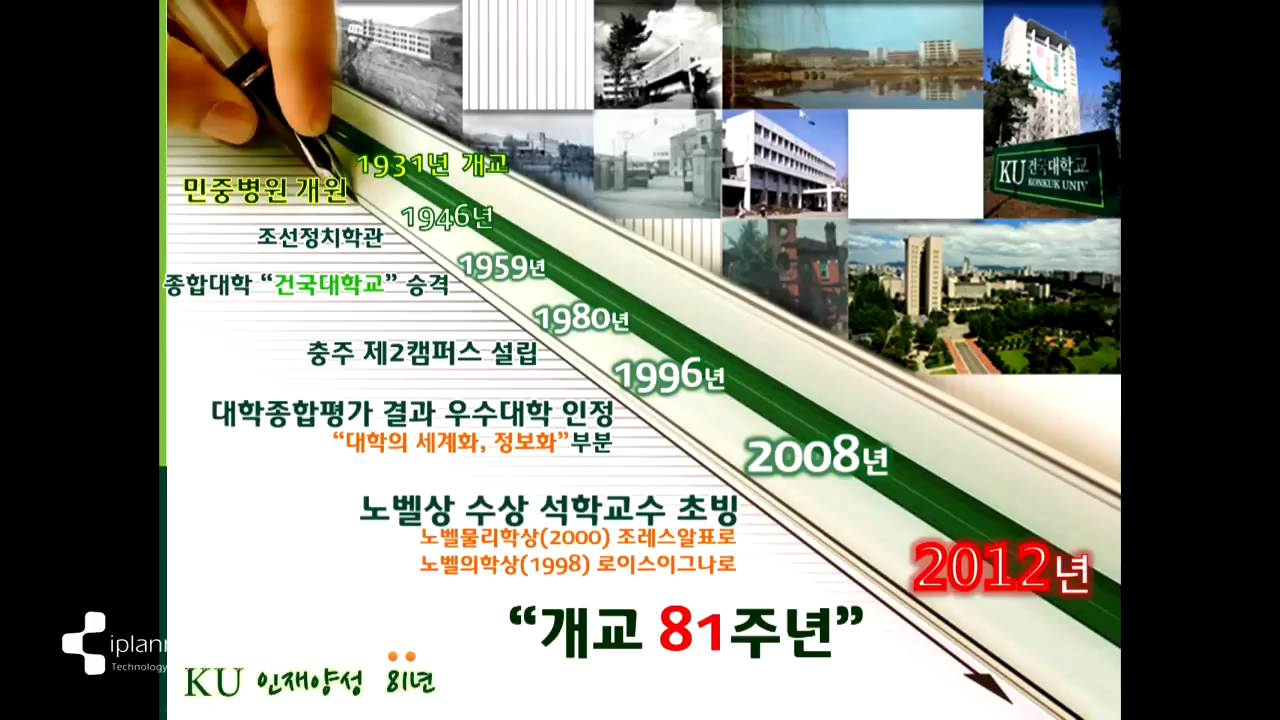 1931년 개교
민중병원 개원
1946년
조선정치학관
1959년
종합대학 “건국대학교” 승격
1980년
충주 제2캠퍼스 설립
1996년
대학종합평가 결과 우수대학 인정
“대학의 세계화, 정보화”부분
2008년
노벨상 수상 석학교수 초빙
노벨물리학상(2000) 조레스알표로
노벨의학상(1998) 로이스이그나로
2012년
“개교 81주년”
KU 인재양성 81년
KU 건국대학교
KONKUK UNIV
iplann
Technology